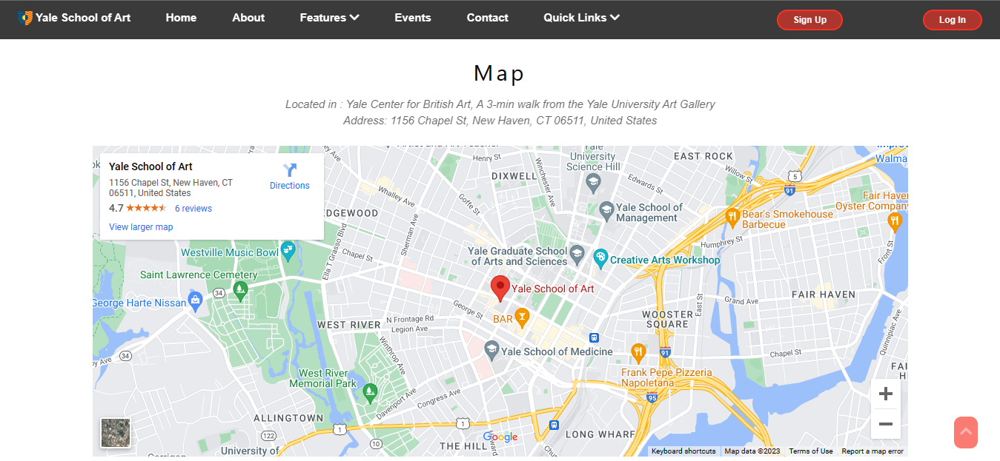 Yale School of Art
Home
About
Features
Events
Contact
Quick Links
Sign Up
Log In
Map
Located in : Yale Center for British Art, A 3-min walk from the Yale University Art Gallery
Address: 1156 Chapel St, New Haven, CT 06511, United States
Yale School of Art
1156 Chapel St, New Haven, CT
06511, United States
4.7
6 reviews
View larger map
Directions
Henry St
DIXWELL
Winchester Ave
Yale
University
Science Hill
EAST ROCK
Edwards St
Willow St
5
91
Walma
Fair Haven
Oyster Company
Whalley Ave
Goffe St
Yale School of
Management
Bear's Smokehouse
Barbecue
EDGEWOOD
Sherman Ave
Ella T Grasso Blvd
Humphrey St
Front St
Westville Music Bowl
Chapel St
Yale Graduate School
of Arts and Sciences
Creative Arts Workshop
Saint Lawrence Cemetery
34
George Harte Nissan
Yale School of Art
George St
BAR
Grand Ave
East St
FAIR HAVEN
WOOSTER
SQUARE
Quinnipiac Ave
N Frontage Rd
Legion Ave
WEST RIVER
Winthrop Ave
Yale School of Medicine
91
Chapel St
34
Frank Pepe Pizzeria
Napoletana
West River
Memorial Park
95
Davenport Ave
Congress Ave
ALLINGTOWN
1
1
122
10
University of
THE HILL
Howard
LONG WHARF
Google
Keyboard shortcuts
Map data ©2023
Terms of Use
Report a map error